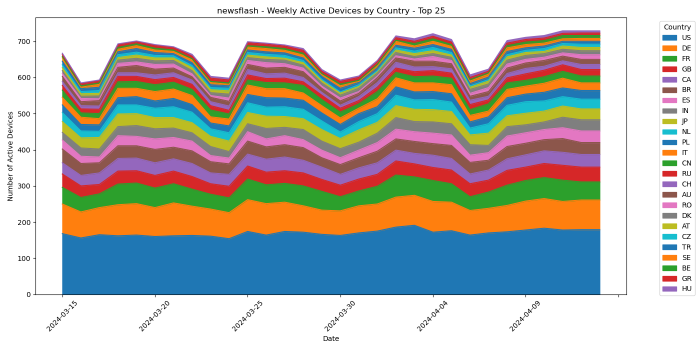 newsflash - Weekly Active Devices by Country - Top 25
Number of Active Devices
700
600
500
400
300
200
100
0
2024-03-15
2024-03-20
2024-03-25
2024-03-30
2024-04-04
2024-04-09
Date
Country
US
DE
FR
GB
CA
BR
ES
IN
JP
NL
PL
IT
CN
RU
CH
AU
RO
DK
AT
CZ
TR
SE
BE
GR
HU